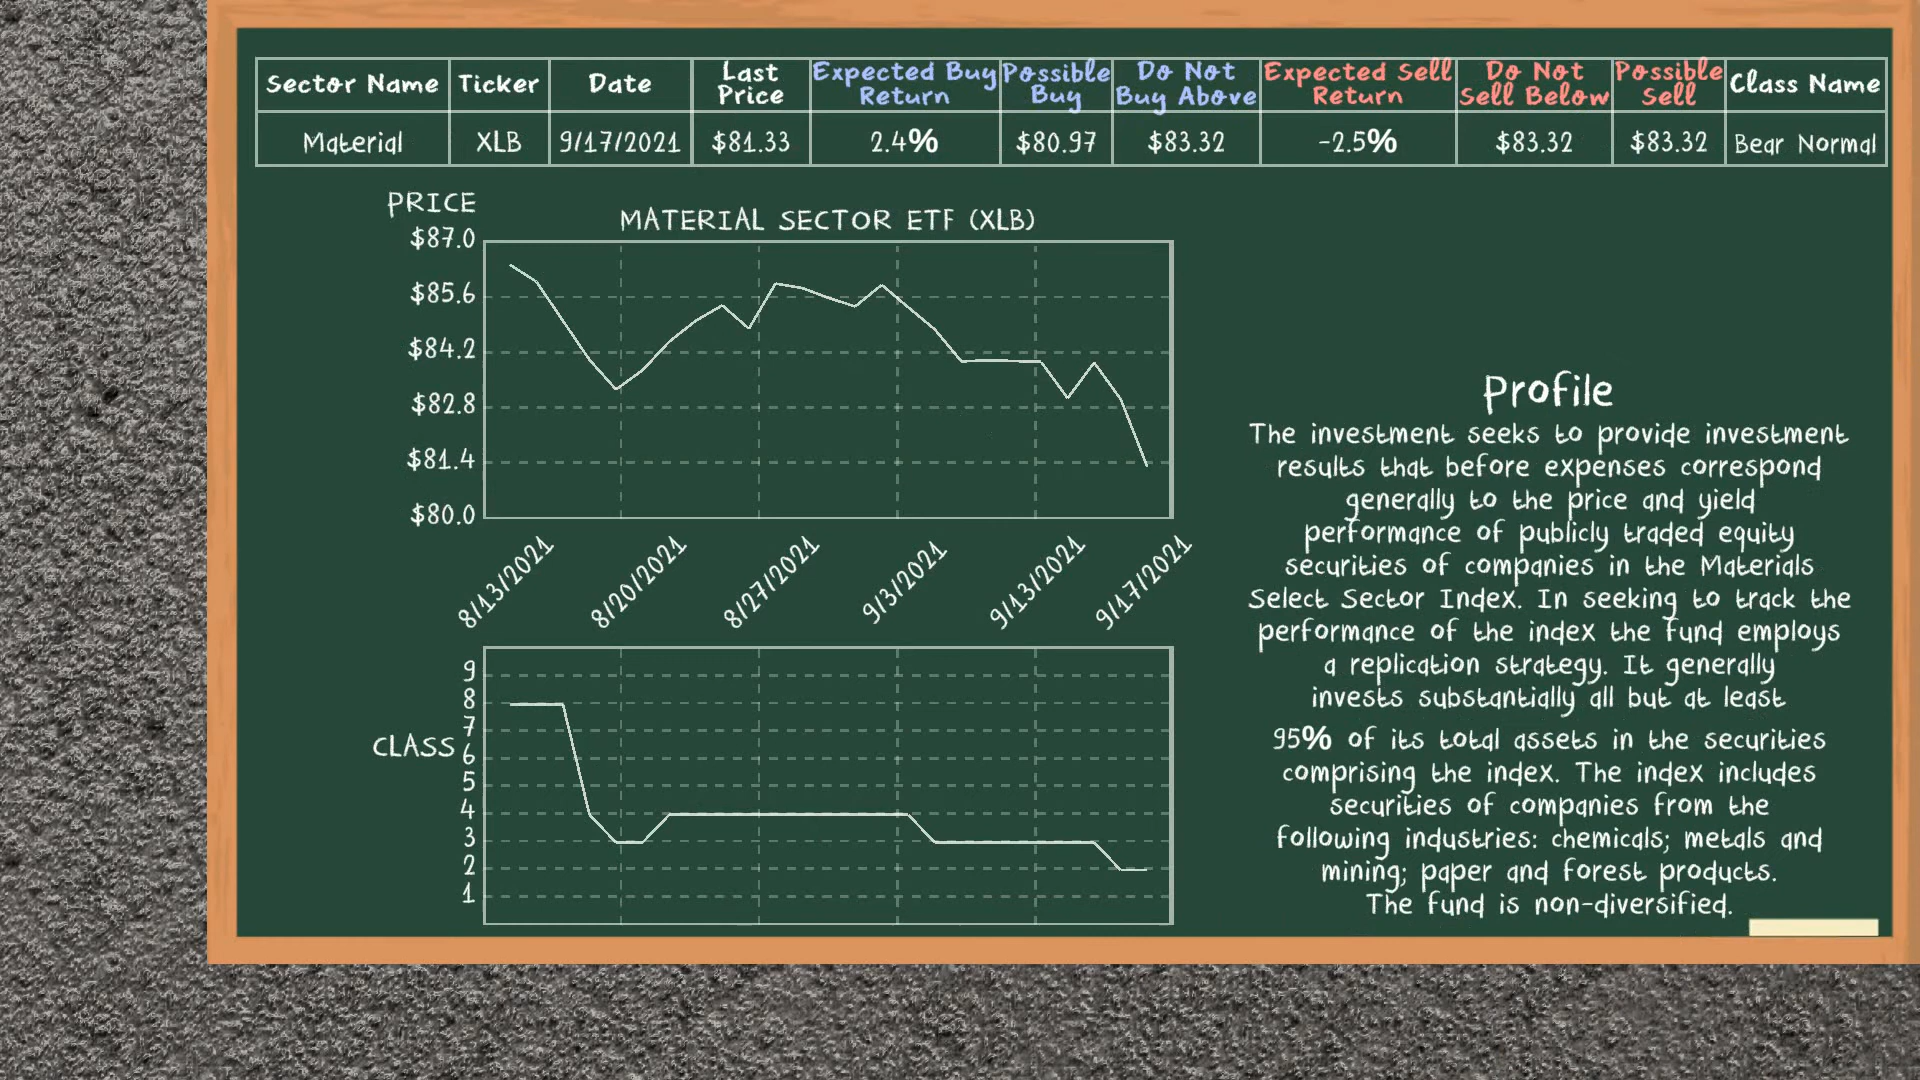 Sector Name Ticker Date Last Price Expected Buy Return Possible Buy Do Not Buy Above Expected Sell Return Do Not Sell Below Possible Sell Class Name
Material XLB 9/17/2021 $81.33 2.4% $80.97 $83.32 -2.5% $83.32 $83.32 Bear Normal
PRICE
MATERIAL SECTOR ETF (XLB)
$87.0
$85.6
$84.2
$82.8
$81.4
$80.0
8/13/2021 8/20/2021 8/27/2021 9/3/2021 9/13/2021 9/17/2021
CLASS
9
8
7
6
5
4
3
2
1
Profile
The investment seeks to provide investment
results that before expenses correspond
generally to the price and yield
performance of publicly traded equity
securities of companies in the Materials
Select Sector Index. In seeking to track the
performance of the index the fund employs
a replication strategy. It generally
invests substantially all but at least
95% of its total assets in the securities
comprising the index. The index includes
securities of companies from the
following industries: chemicals; metals and
mining; paper and forest products.
The fund is non-diversified.